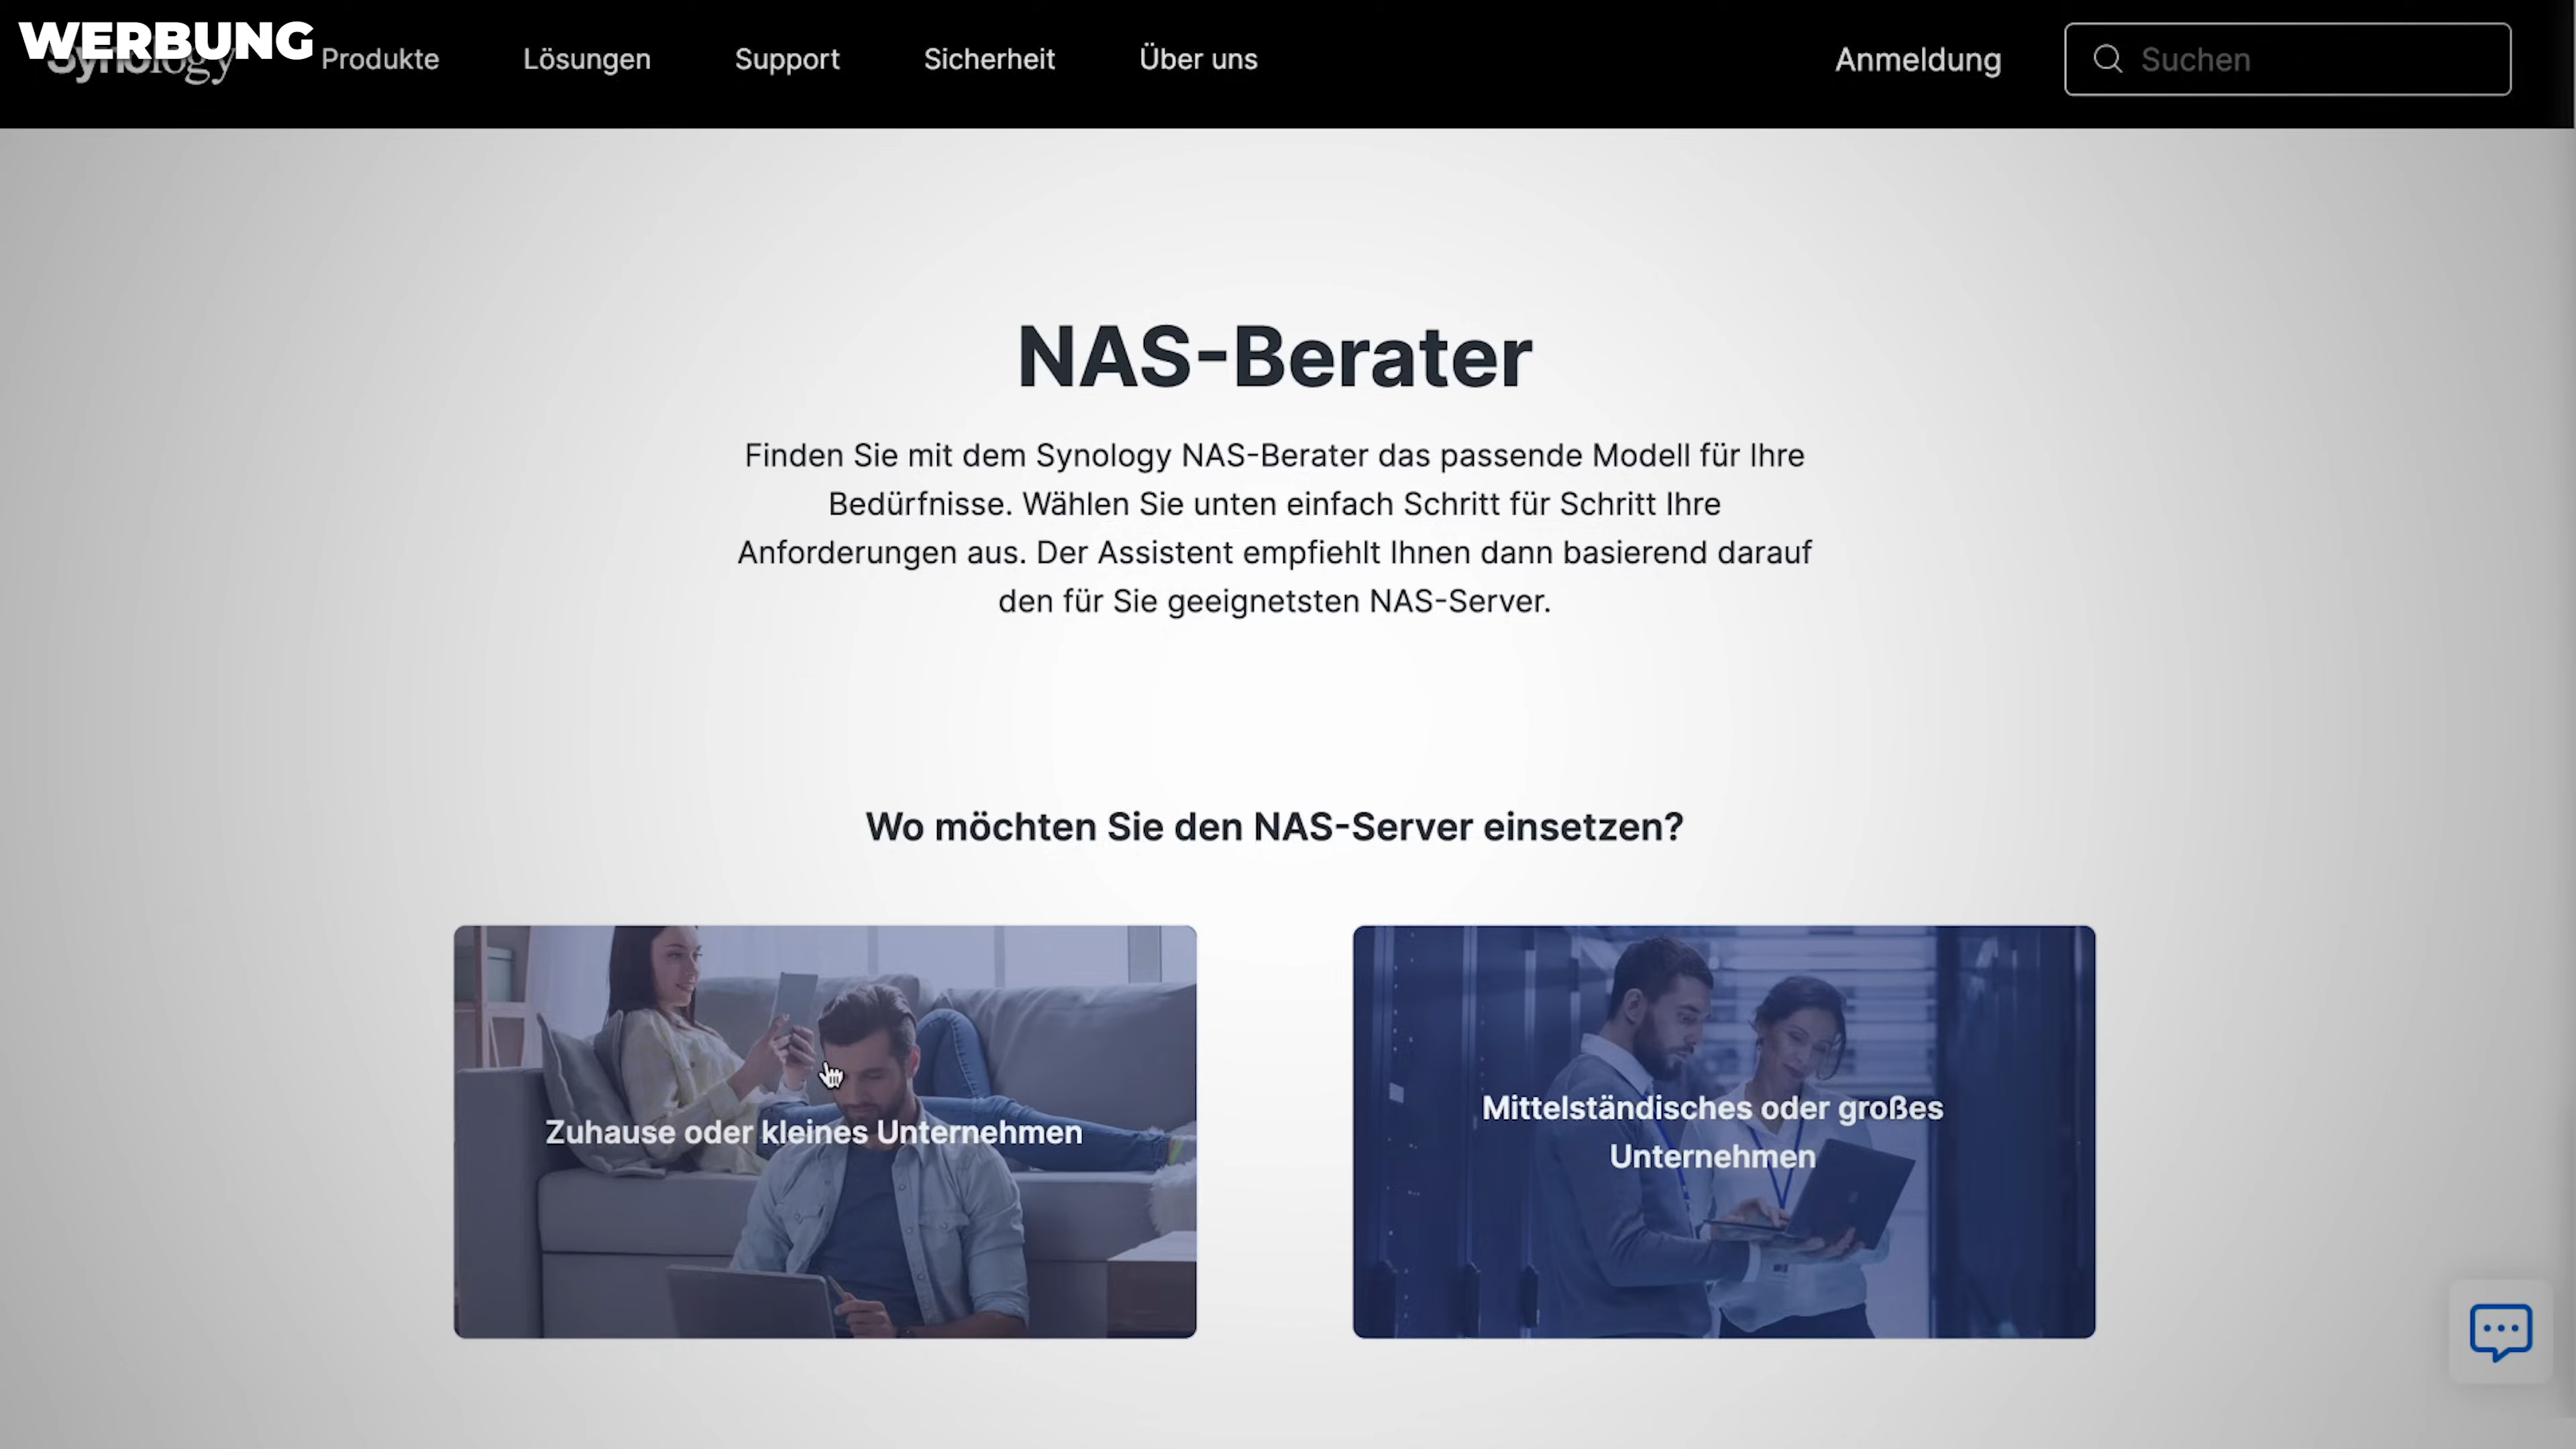 WERBUNG
Synology
Produkte
Lösungen
Support
Sicherheit
Über uns
Anmeldung
Suchen
NAS-Berater
Finden Sie mit dem Synology NAS-Berater das passende Modell für Ihre
Bedürfnisse. Wählen Sie unten einfach Schritt für Schritt Ihre
Anforderungen aus. Der Assistent empfiehlt Ihnen dann basierend darauf
den für Sie geeignetsten NAS-Server.
Wo möchten Sie den NAS-Server einsetzen?
Zuhause oder kleines Unternehmen
Mittelständisches oder großes
Unternehmen